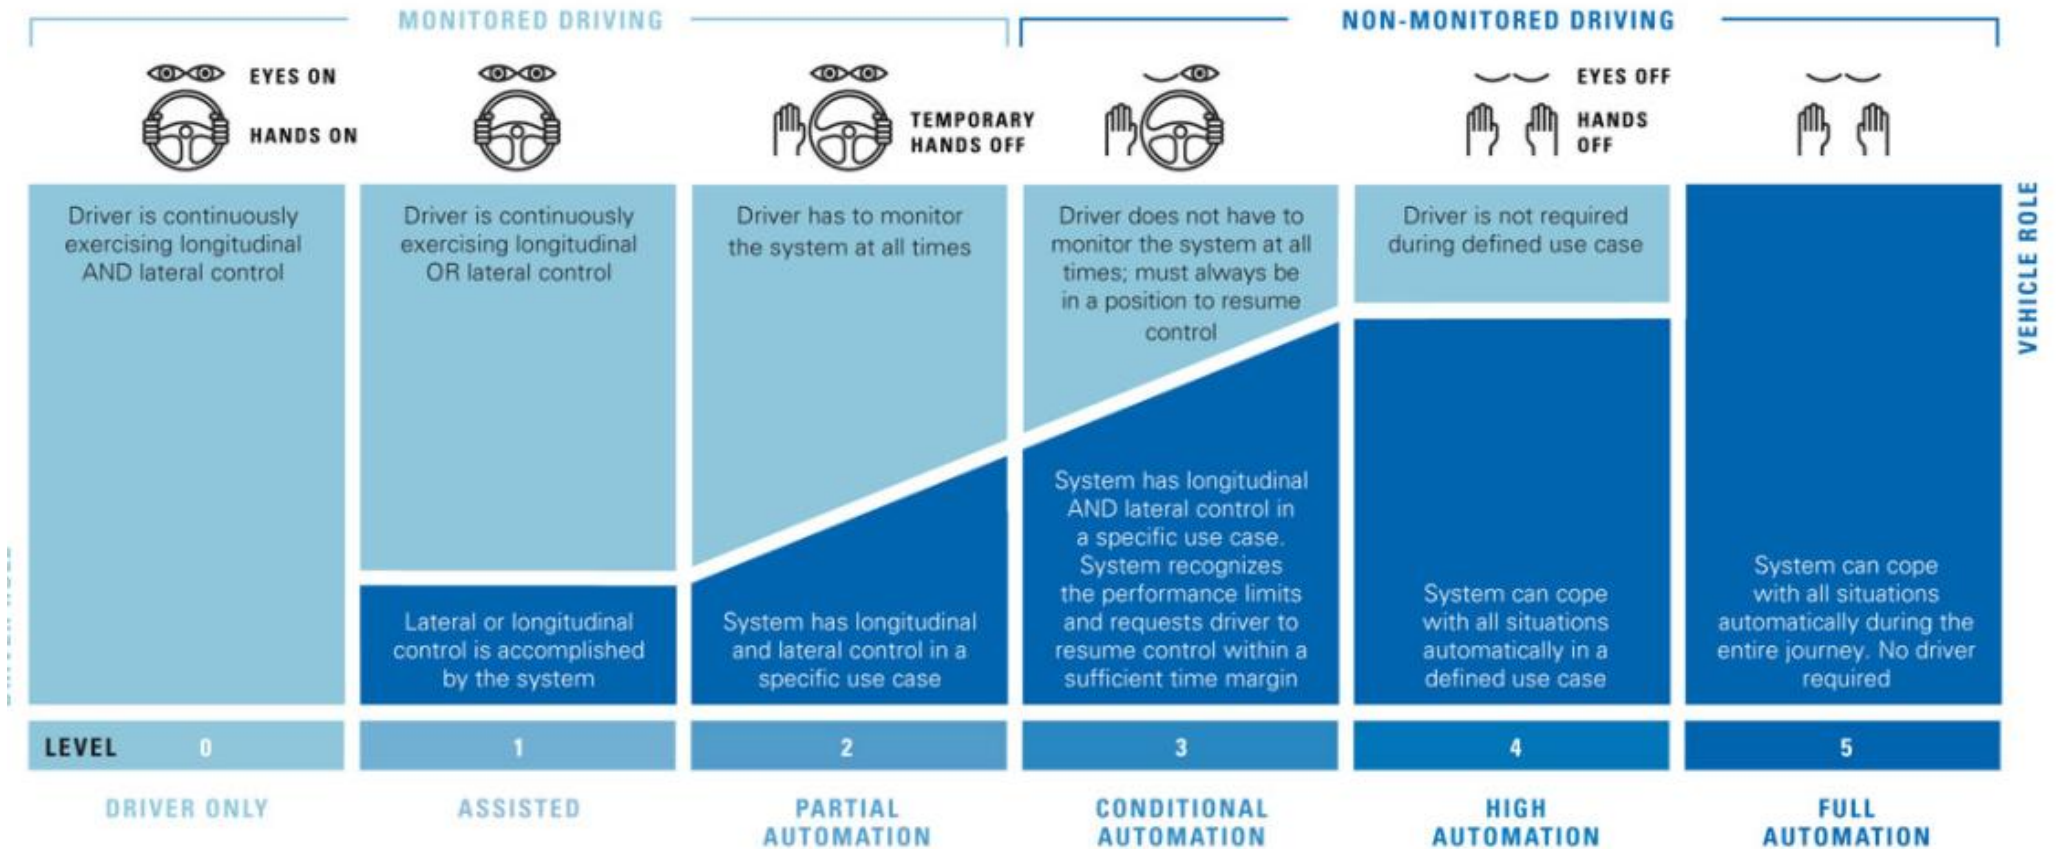 MONITORED DRIVING
NON-MONITORED DRIVING
EYES ON
HANDS ON
TEMPORARY
HANDS OFF
EYES OFF
HANDS
OFF
Driver is continuously
exercising longitudinal
AND lateral control
Driver is continuously
exercising longitudinal
OR lateral control
Driver has to monitor
the system at all times
Driver does not have to
monitor the system at all
times; must always be
in a position to resume
control
Driver is not required
during defined use case
VEHICLE ROLE
Lateral or longitudinal
control is accomplished
by the system
System has longitudinal
and lateral control in a
specific use case
System has longitudinal
AND lateral control in
a specific use case.
System recognizes
the performance limits
and requests driver to
resume control within a
sufficient time margin
System can cope
with all situations
automatically in a
defined use case
System can cope
with all situations
automatically during the
entire journey. No driver
required
LEVEL 0 1 2 3 4 5
DRIVER ONLY
ASSISTED
PARTIAL
AUTOMATION
CONDITIONAL
AUTOMATION
HIGH
AUTOMATION
FULL
AUTOMATION